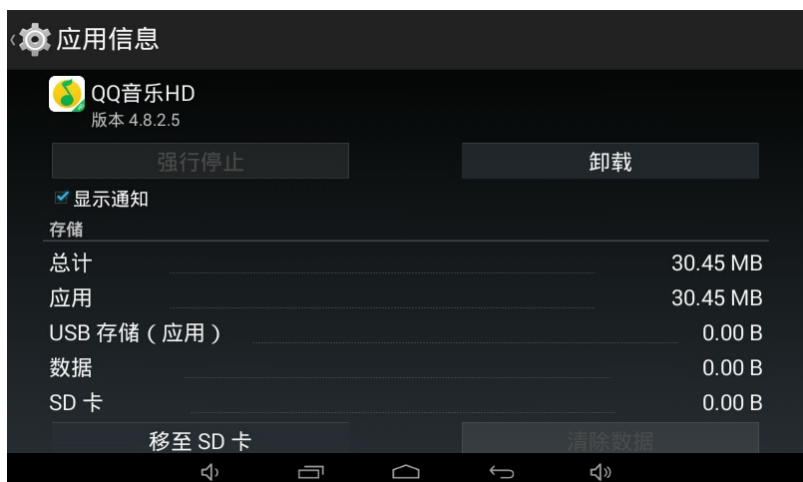 应用信息
QQ音乐HD
版本 4.8.2.5
强行停止 卸载
显示通知
存储
总计 30.45 MB
应用 30.45 MB
USB 存储（应用） 0.00 B
数据 0.00 B
SD 卡 0.00 B
移至 SD 卡 清除数据